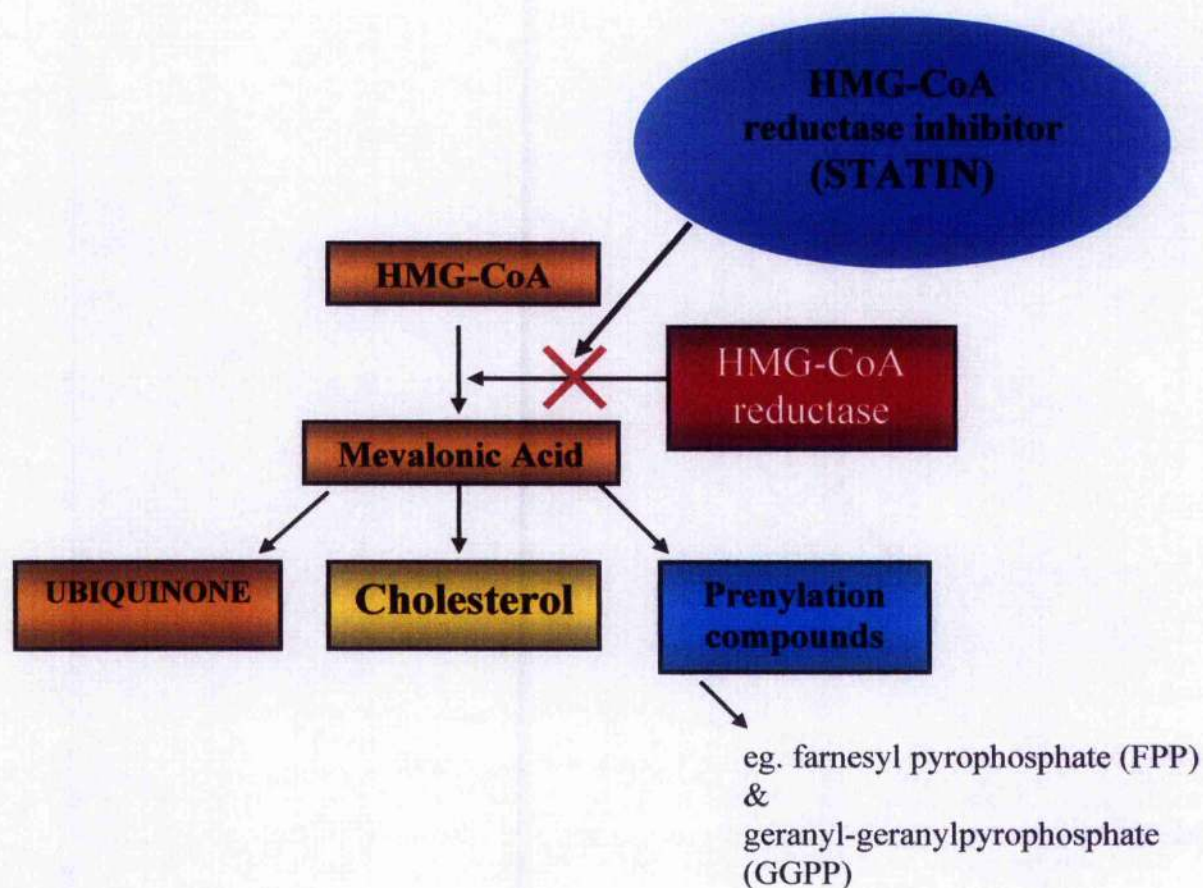 HMG-CoA
reductase inhibitor
(STATIN)
HMG-CoA
HMG-CoA
reductase
Mevalonic Acid
UBIQUINONE
Cholesterol
Prenylation
compounds
eg. farnesyl pyrophosphate (FPP)
&
geranyl-geranylpyrophosphate
(GGPP)